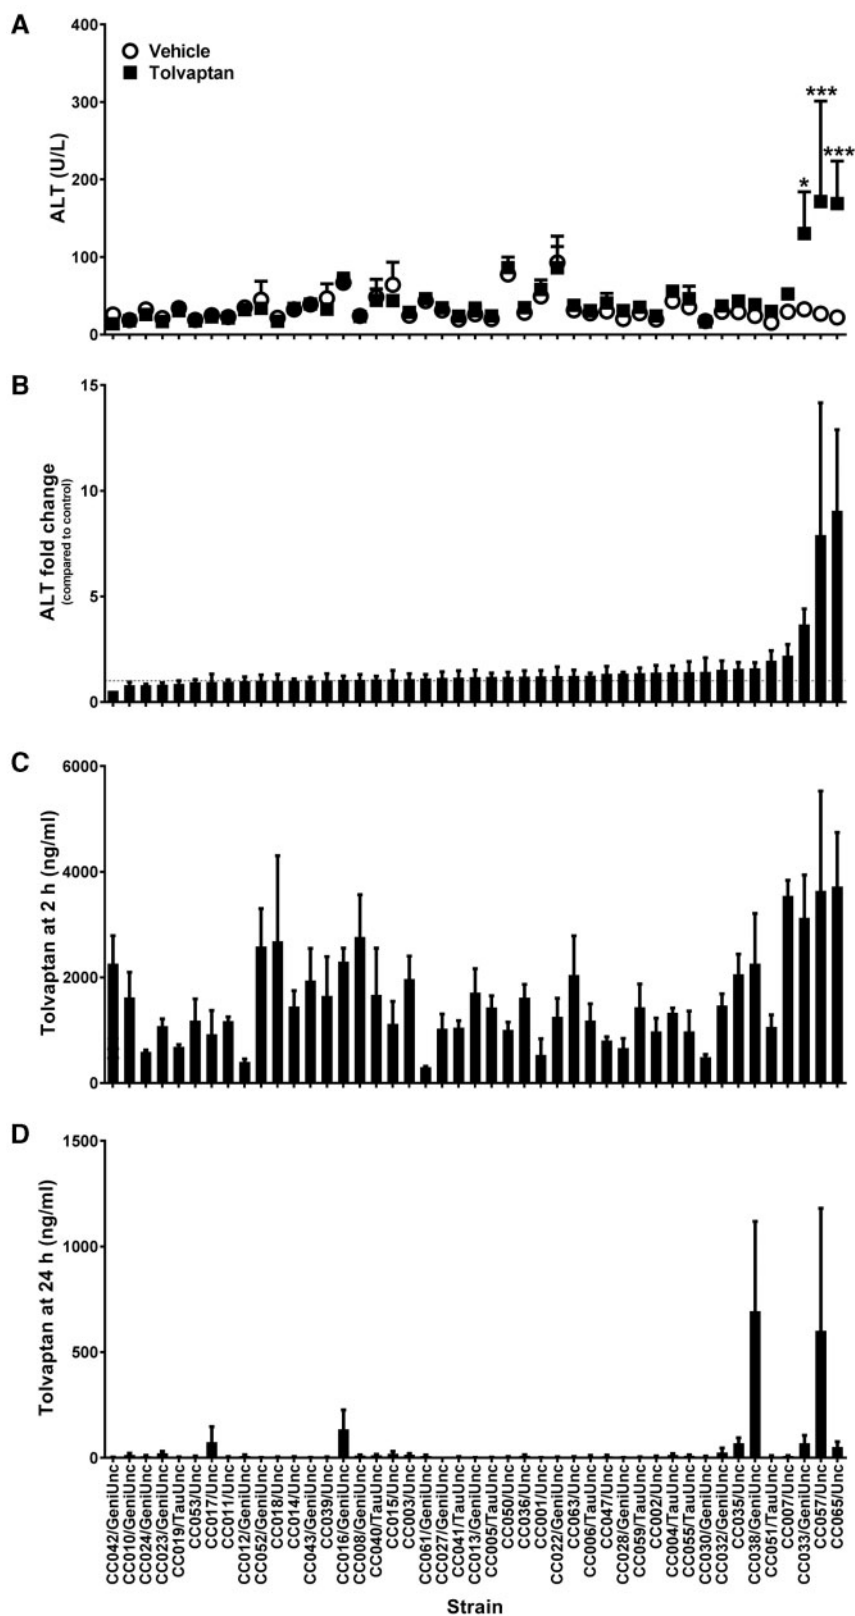 A
400
300
200
100
0
ALT (U/L)
Vehicle
Tolvaptan
*
***
***
B
15
10
5
0
ALT fold change
(compared to control)
C
6000
4000
2000
0
Tolvaptan at 2 h (ng/ml)
D
1500
1000
500
0
Tolvaptan at 24 h (ng/ml)
CC042/GeniUnc
CC010/GeniUnc
CC024/GeniUnc
CC023/GeniUnc
CC019/TauUnc
CC053/Unc
CC017/Unc
CC011/Unc
CC012/GeniUnc
CC052/GeniUnc
CC018/Unc
CC014/Unc
CC043/GeniUnc
CC039/Unc
CC016/GeniUnc
CC008/GeniUnc
CC040/TauUnc
CC015/Unc
CC003/Unc
CC061/GeniUnc
CC027/GeniUnc
CC041/TauUnc
CC013/GeniUnc
CC005/TauUnc
CC050/Unc
CC036/Unc
CC001/Unc
CC022/GeniUnc
CC063/Unc
CC006/TauUnc
CC047/Unc
CC028/GeniUnc
CC059/TauUnc
CC002/Unc
CC004/TauUnc
CC055/TauUnc
CC030/GeniUnc
CC032/GeniUnc
CC035/Unc
CC038/GeniUnc
CC051/TauUnc
CC007/Unc
CC033/GeniUnc
CC057/Unc
CC065/Unc
Strain